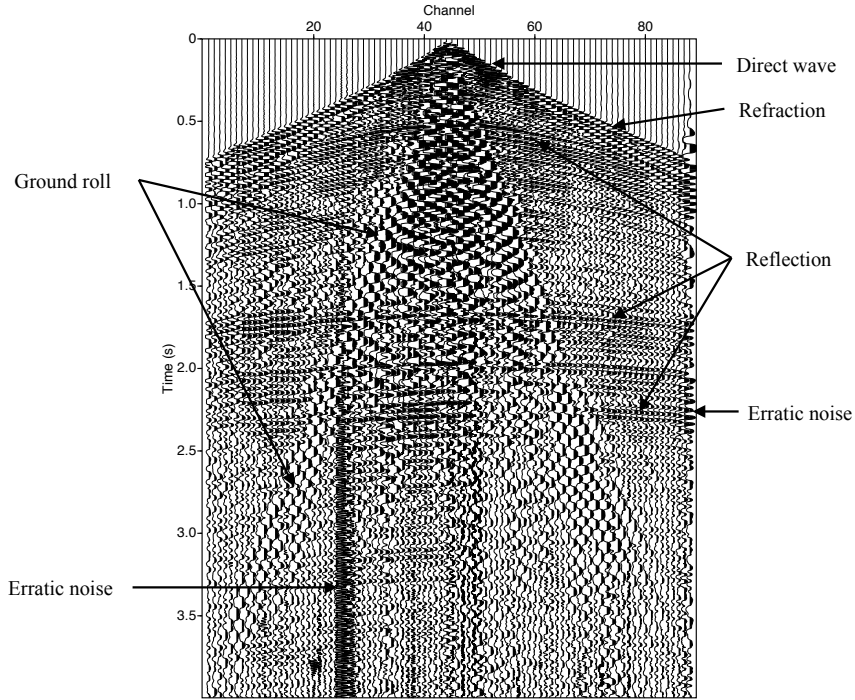 Channel
20 40 60 80
0
0.5
1.0
1.5
2.0
2.5
3.0
3.5
Time (s)
Direct wave
Refraction
Ground roll
Reflection
Erratic noise
Erratic noise